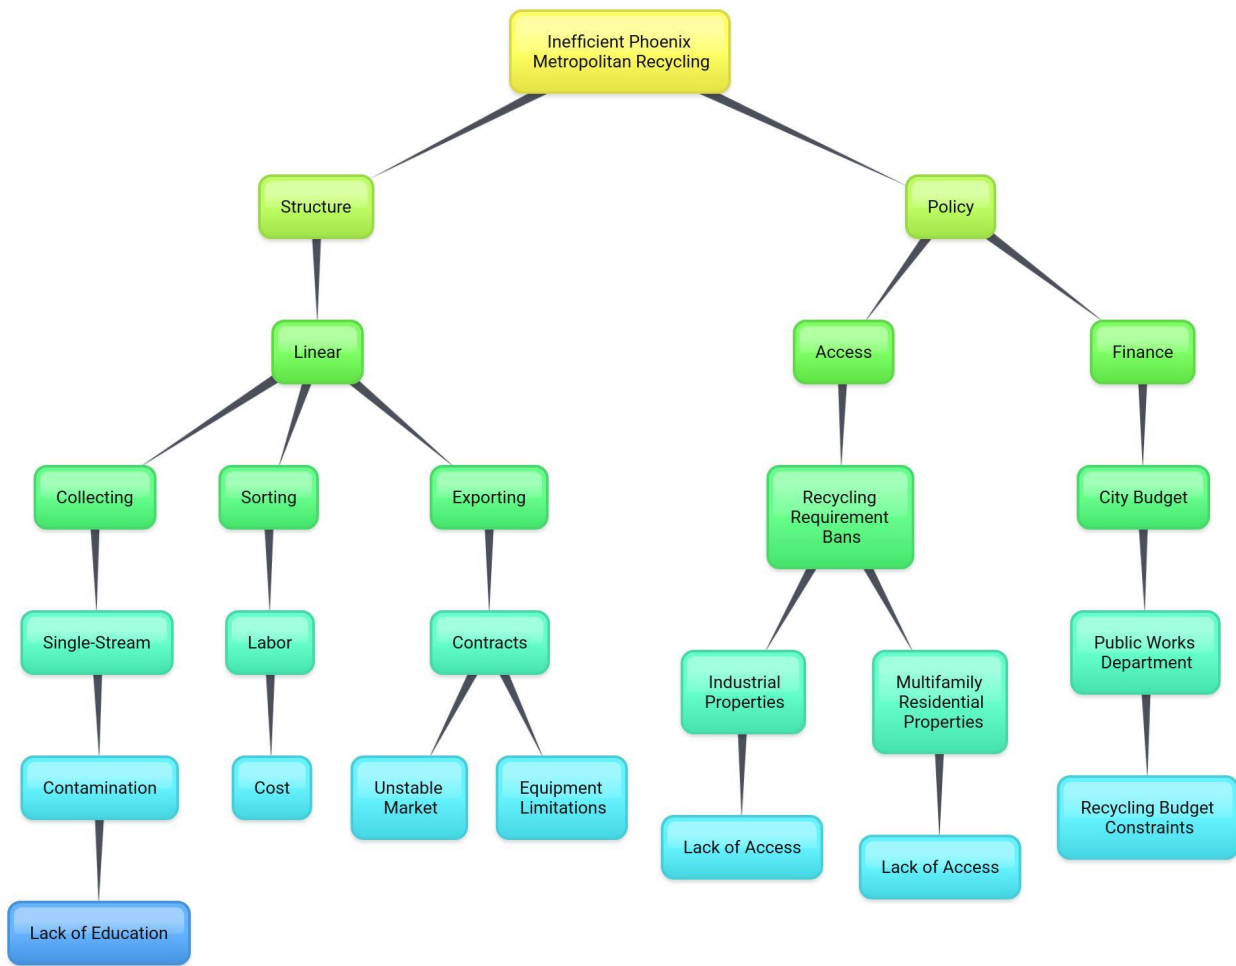 Inefficient Phoenix
Metropolitan Recycling
Structure
Policy
Linear
Access
Finance
Collecting
Sorting
Exporting
Recycling
Requirement
Bans
City Budget
Single-Stream
Labor
Contracts
Industrial
Properties
Multifamily
Residential
Properties
Public Works
Department
Contamination
Cost
Unstable
Market
Equipment
Limitations
Lack of Access
Lack of Access
Recycling Budget
Constraints
Lack of Education